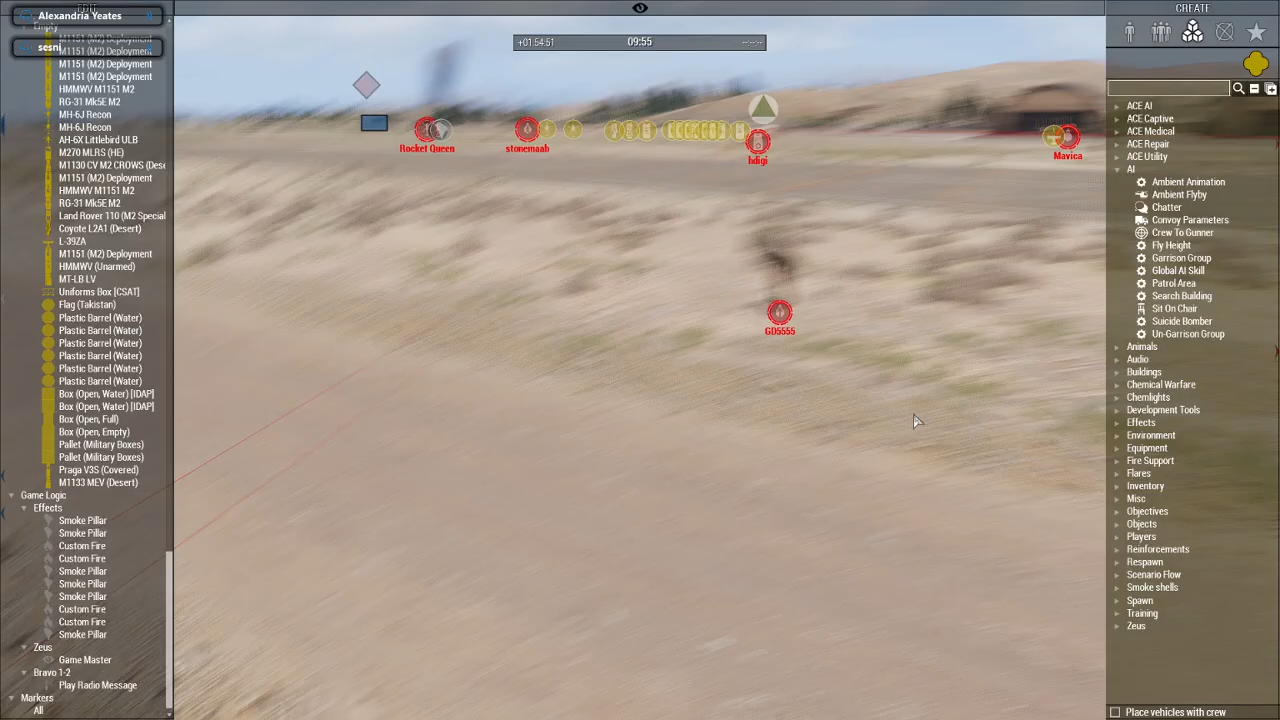 EDIT
Alexandria Yeates
Empty
M1151 (M2) Deployment
sesni
M1151 (M2) Deployment
M1151 (M2) Deployment
M1151 (M2) Deployment
HMMWV M1151 M2
RG-31 Mk5E M2
MH-6J Recon
MH-6J Recon
AH-6X Littlebird ULB
M270 MLRS (HE)
M1130 CV M2 CROWS (Dese
M1151 (M2) Deployment
HMMWV M1151 M2
RG-31 Mk5E M2
Land Rover 110 (M2 Special
Coyote L2A1 (Desert)
L-39ZA
M1151 (M2) Deployment
HMMWV (Unarmed)
MT-LB LV
Uniforms Box [CSAT]
Flag (Takistan)
Plastic Barrel (Water)
Plastic Barrel (Water)
Plastic Barrel (Water)
Plastic Barrel (Water)
Plastic Barrel (Water)
Plastic Barrel (Water)
Box (Open, Water) [IDAP]
Box (Open, Water) [IDAP]
Box (Open, Full)
Box (Open, Empty)
Pallet (Military Boxes)
Pallet (Military Boxes)
Praga V3S (Covered)
M1133 MEV (Desert)
Game Logic
Effects
Smoke Pillar
Smoke Pillar
Custom Fire
Custom Fire
Smoke Pillar
Smoke Pillar
Smoke Pillar
Custom Fire
Custom Fire
Smoke Pillar
Zeus
Game Master
Bravo 1-2
Play Radio Message
Markers
All
+01:54:51
09:55
--:--:--
Rocket Queen
stonemaab
hdigi
Mavica
GD5555
CREATE
ACE AI
ACE Captive
ACE Medical
ACE Repair
ACE Utility
AI
Ambient Animation
Ambient Flyby
Chatter
Convoy Parameters
Crew To Gunner
Fly Height
Garrison Group
Global AI Skill
Patrol Area
Search Building
Sit On Chair
Suicide Bomber
Un-Garrison Group
Animals
Audio
Buildings
Chemical Warfare
Chemlights
Development Tools
Effects
Environment
Equipment
Fire Support
Flares
Inventory
Misc
Objectives
Objects
Players
Reinforcements
Respawn
Scenario Flow
Smoke shells
Spawn
Training
Zeus
Place vehicles with crew